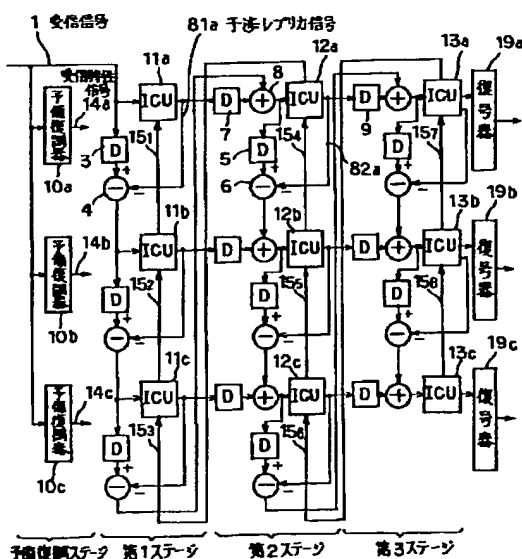 1 受信信号
81a 干渉レプリカ信号
受信特性信号
11a
12a
13a
19a
14a
8
ICU
D
ICU
D
ICU
復号器
予備復調器
10a
D
3
15₁
7
D
5
15₄
9
D
15₇
4
6
82a
11b
12b
13b
19b
14b
ICU
D
ICU
D
ICU
復号器
予備復調器
10b
D
15₂
D
15₅
D
15₈
11c
12c
13c
19c
14c
ICU
D
ICU
D
ICU
復号器
予備復調器
10c
D
15₃
D
15₆
予備復調ステージ
第1ステージ
第2ステージ
第3ステージ